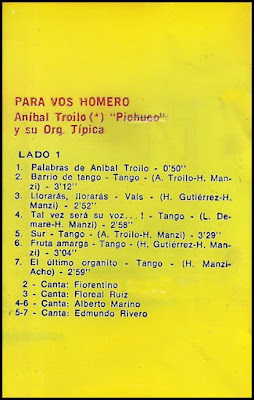 PARA VOS HOMERO
Aníbal Troilo (*) "Pichuco"
y su Orq. Típica
LADO 1
1. Palabras de Aníbal Troilo - 0'50''
2. Barrio de tango - Tango - (A. Troilo-H. Man-
zi) - 3'12''
3. Llorarás, llorarás - Vals - (H. Gutiérrez-H.
Manzi) - 2'52''
4. Tal vez será su voz...! - Tango - (L. De-
mare-H. Manzi) - 2'58''
5. Sur - Tango - (A. Troilo-H. Manzi) - 3'29''
6. Fruta amarga - Tango - (H. Gutiérrez-H. Man-
zi) - 3'04''
7. El último organito - Tango - (H. Manzi-
Acho) - 2'59''
2 - Canta: Fiorentino
3 - Canta: Floreal Ruiz
4-6 - Canta: Alberto Marino
5-7 - Canta: Edmundo Rivero